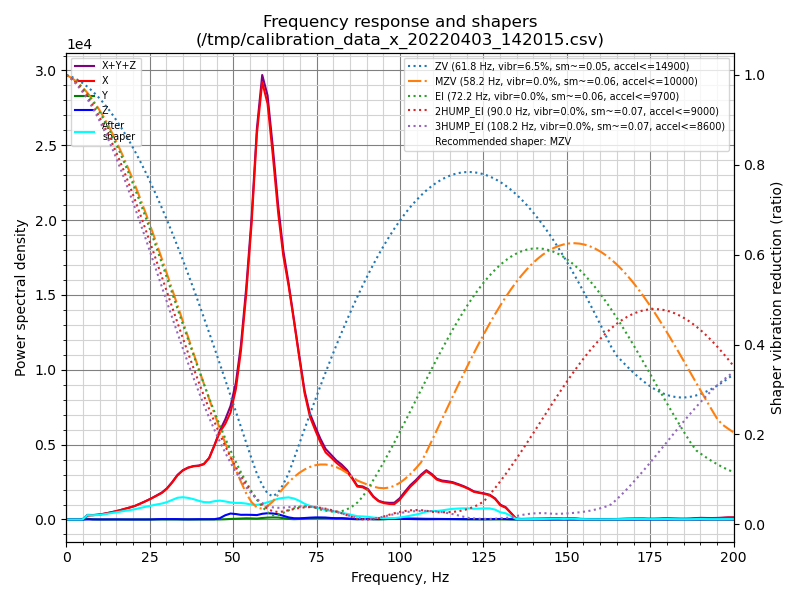 Frequency response and shapers
(/tmp/calibration_data_x_20220403_142015.csv)
1e4
X+Y+Z
X
Y
Z
After
shaper
ZV (61.8 Hz, vibr=6.5%, sm~=0.05, accel<=14900)
MZV (58.2 Hz, vibr=0.0%, sm~=0.06, accel<=10000)
EI (72.2 Hz, vibr=0.0%, sm~=0.06, accel<=9700)
2HUMP_EI (90.0 Hz, vibr=0.0%, sm~=0.07, accel<=9000)
3HUMP_EI (108.2 Hz, vibr=0.0%, sm~=0.07, accel<=8600)
Recommended shaper: MZV
Power spectral density
3.0
2.5
2.0
1.5
1.0
0.5
0.0
1.0
0.8
0.6
0.4
0.2
0.0
Shaper vibration reduction (ratio)
0 25 50 75 100 125 150 175 200
Frequency, Hz